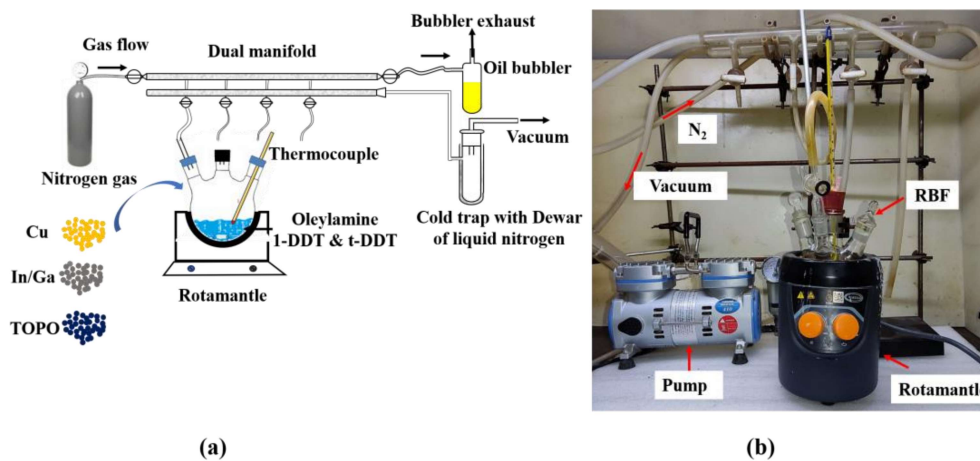 Bubbler exhaust
Gas flow
Dual manifold
Oil bubbler
Vacuum
Thermocouple
Nitrogen gas
Cu
Oleylamine
1-DDT & t-DDT
Cold trap with Dewar
of liquid nitrogen
In/Ga
Rotamantle
TOPO
(a)
N2
Vacuum
RBF
Pump
Rotamantle
(b)